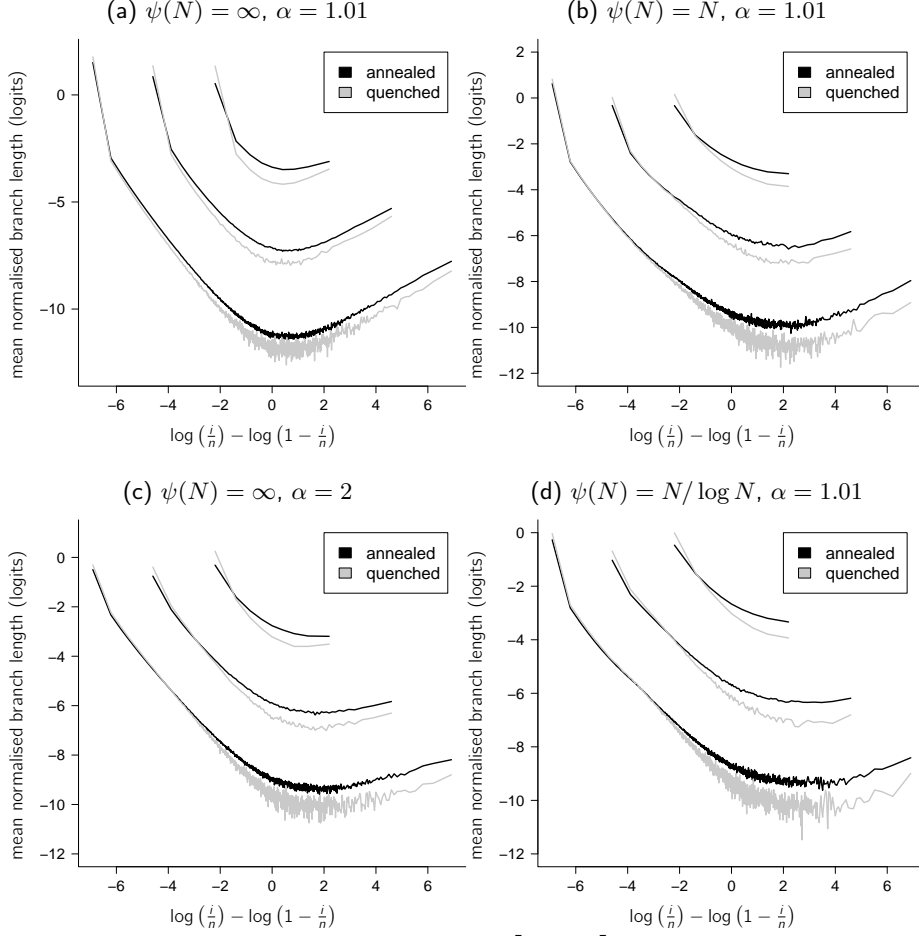 (a) ψ(N) = ∞, α = 1.01
mean normalised branch length (logits)
0
−5
−10
annealed
quenched
−6 −4 −2 0 2 4 6
log (i/n) − log (1 − i/n)
(b) ψ(N) = N, α = 1.01
mean normalised branch length (logits)
2
0
−2
−4
−6
−8
−10
−12
annealed
quenched
−6 −4 −2 0 2 4 6
log (i/n) − log (1 − i/n)
(c) ψ(N) = ∞, α = 2
mean normalised branch length (logits)
0
−2
−4
−6
−8
−10
−12
annealed
quenched
−6 −4 −2 0 2 4 6
log (i/n) − log (1 − i/n)
(d) ψ(N) = N/ log N, α = 1.01
mean normalised branch length (logits)
0
−2
−4
−6
−8
−10
−12
annealed
quenched
−6 −4 −2 0 2 4 6
log (i/n) − log (1 − i/n)